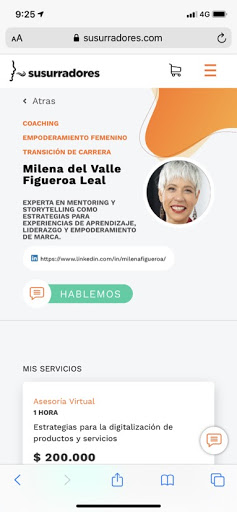 9:25
4G
AA susurradores.com
susurradores
Atras
COACHING
EMPODERAMIENTO FEMENINO
TRANSICIÓN DE CARRERA
Milena del Valle
Figueroa Leal
EXPERTA EN MENTORING Y
STORYTELLING COMO
ESTRATEGIAS PARA
EXPERIENCIAS DE APRENDIZAJE,
LIDERAZGO Y EMPODERAMIENTO
DE MARCA.
https://www.linkedin.com/in/milenafigueroa/
HABLEMOS
MIS SERVICIOS
Asesoría Virtual
1 HORA
Estrategias para la digitalización de
productos y servicios
$ 200.000